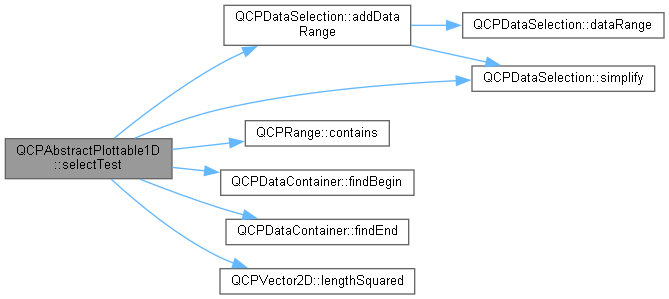 QCPAbstractPlottable1D
::selectTest
QCPDataSelection::addData
Range
QCPDataSelection::dataRange
QCPDataSelection::simplify
QCPRange::contains
QCPDataContainer::findBegin
QCPDataContainer::findEnd
QCPVector2D::lengthSquared